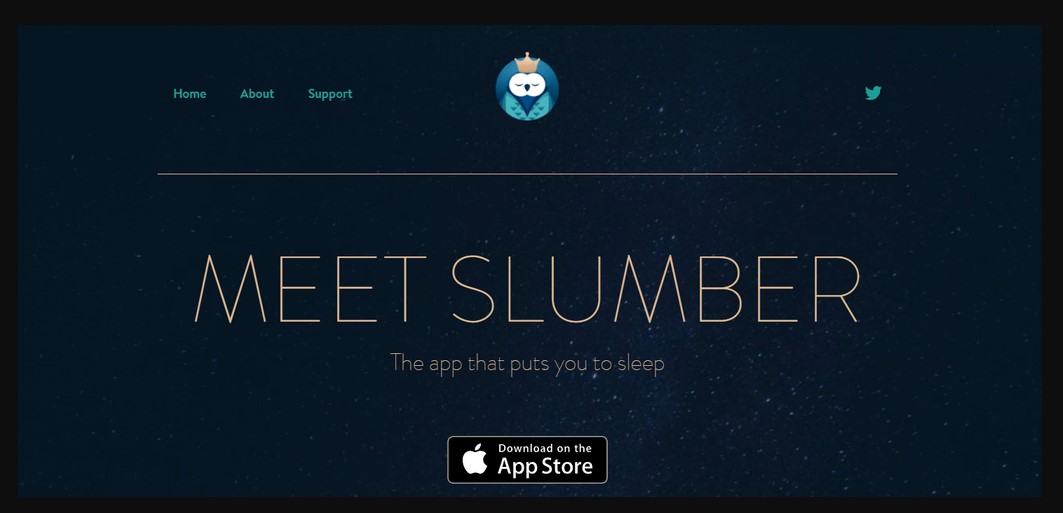 Home About Support
MEET SLUMBER
The app that puts you to sleep
Download on the
App Store